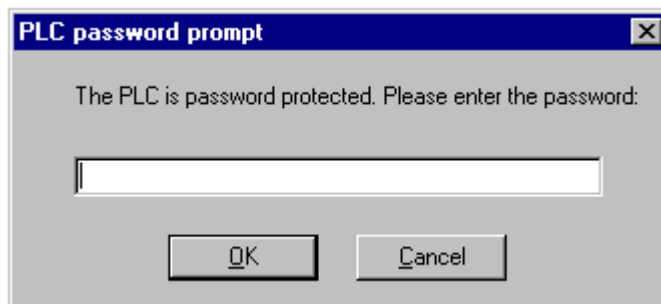 PLC password prompt
The PLC is password protected. Please enter the password:
OK
Cancel